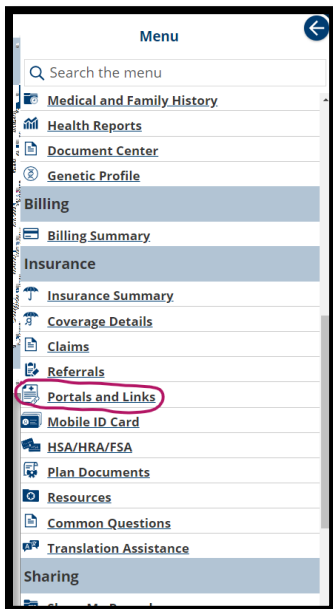 Menu
Search the menu
Medical and Family History
Health Reports
Document Center
Genetic Profile
Billing
Billing Summary
Insurance
Insurance Summary
Coverage Details
Claims
Referrals
Portals and Links
Mobile ID Card
HSA/HRA/FSA
Plan Documents
Resources
Common Questions
Translation Assistance
Sharing